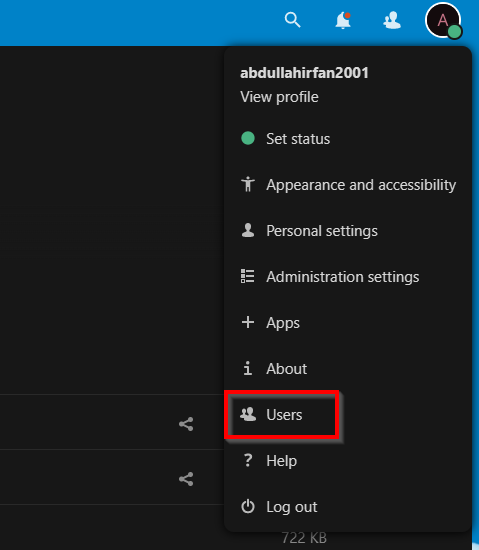 A
abdullahirfan2001
View profile
Set status
Appearance and accessibility
Personal settings
Administration settings
Apps
About
Users
Help
Log out
722 KB